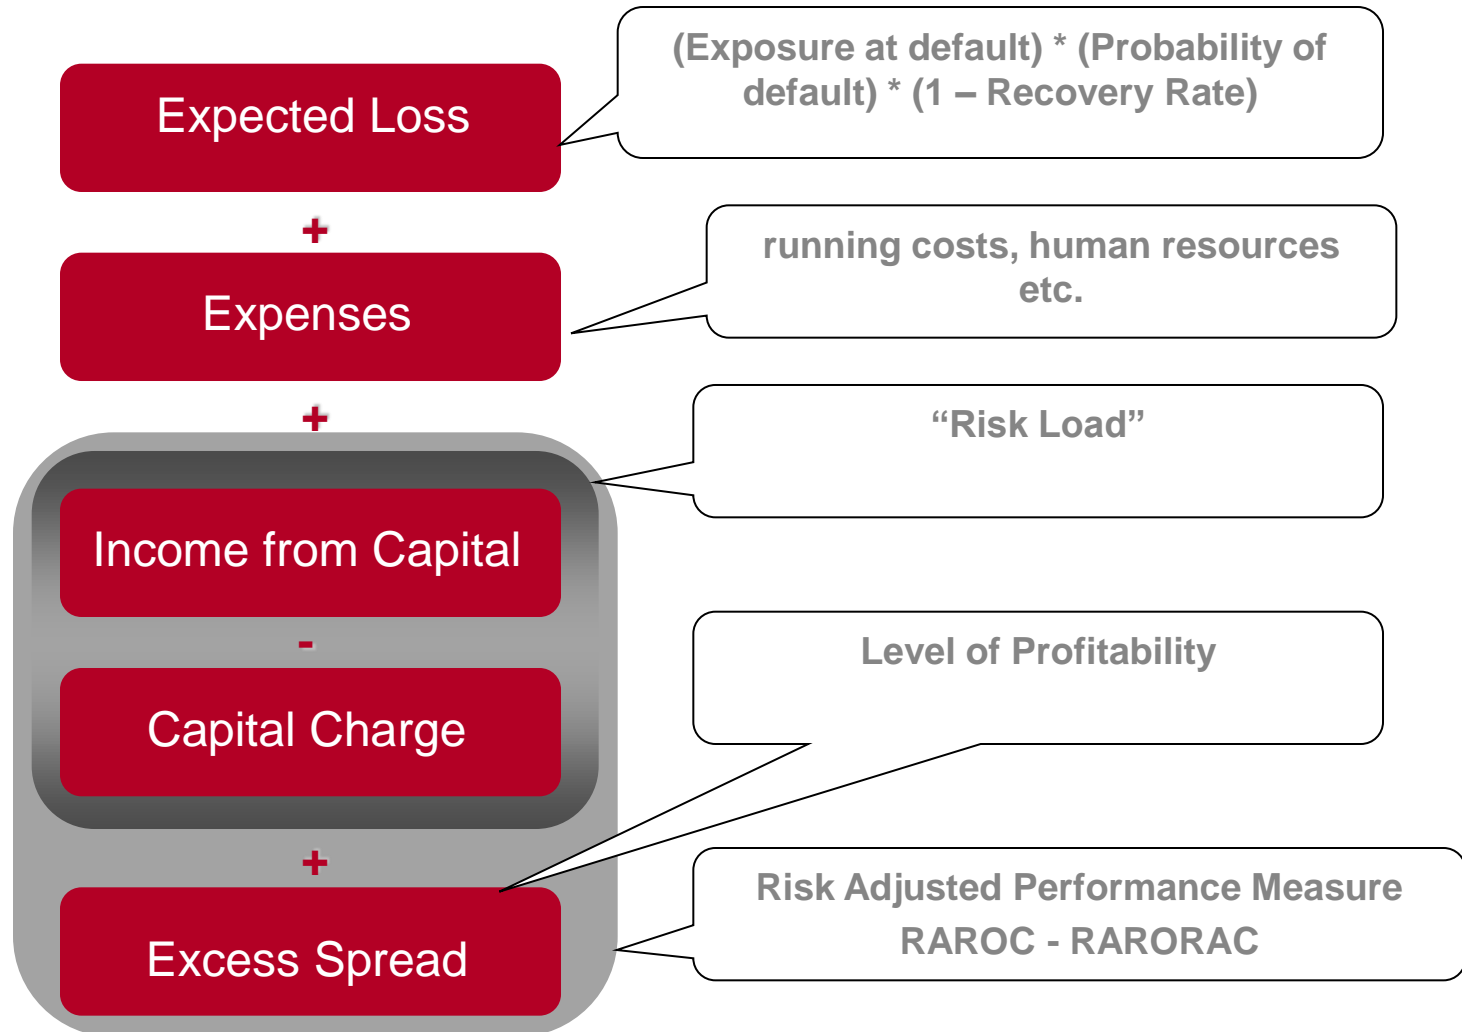 (Exposure at default) * (Probability of
default) * (1 – Recovery Rate)
Expected Loss
+
running costs, human resources
etc.
Expenses
+
“Risk Load”
Income from Capital
-
Level of Profitability
Capital Charge
+
Risk Adjusted Performance Measure
RAROC - RARORAC
Excess Spread